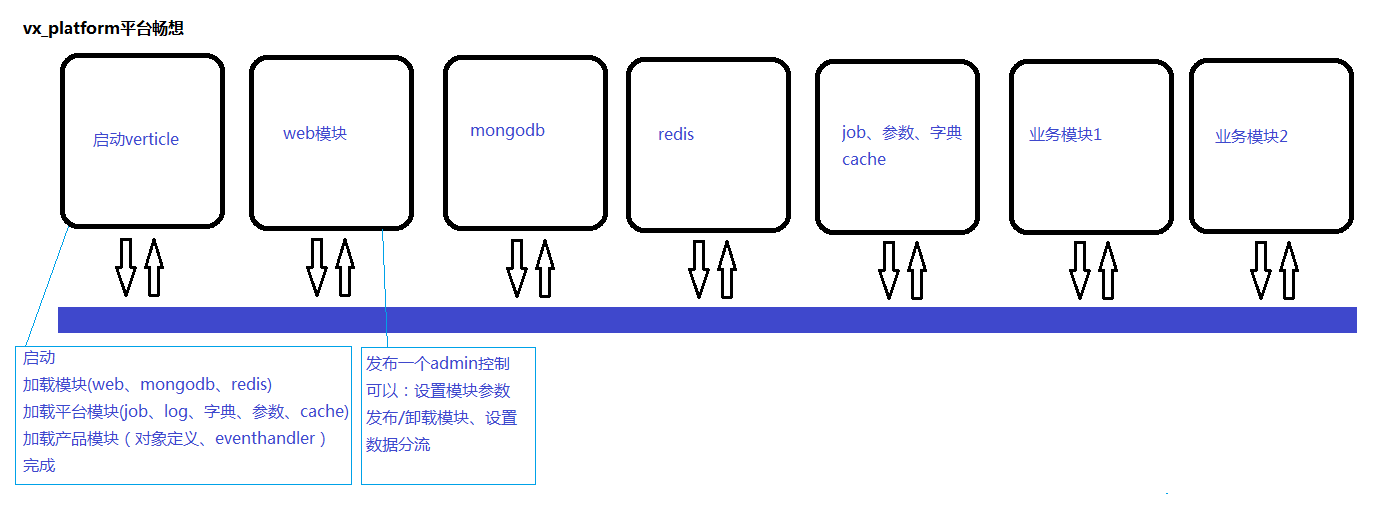 vx_platform平台畅想
启动verticle
web模块
mongodb
redis
job、参数、字典
cache
业务模块1
业务模块2
启动
加载模块(web、mongodb、redis)
加载平台模块(job、log、字典、参数、cache)
加载产品模块（对象定义、eventhandler）
完成
发布一个admin控制
可以：设置模块参数
发布/卸载模块、设置
数据分流